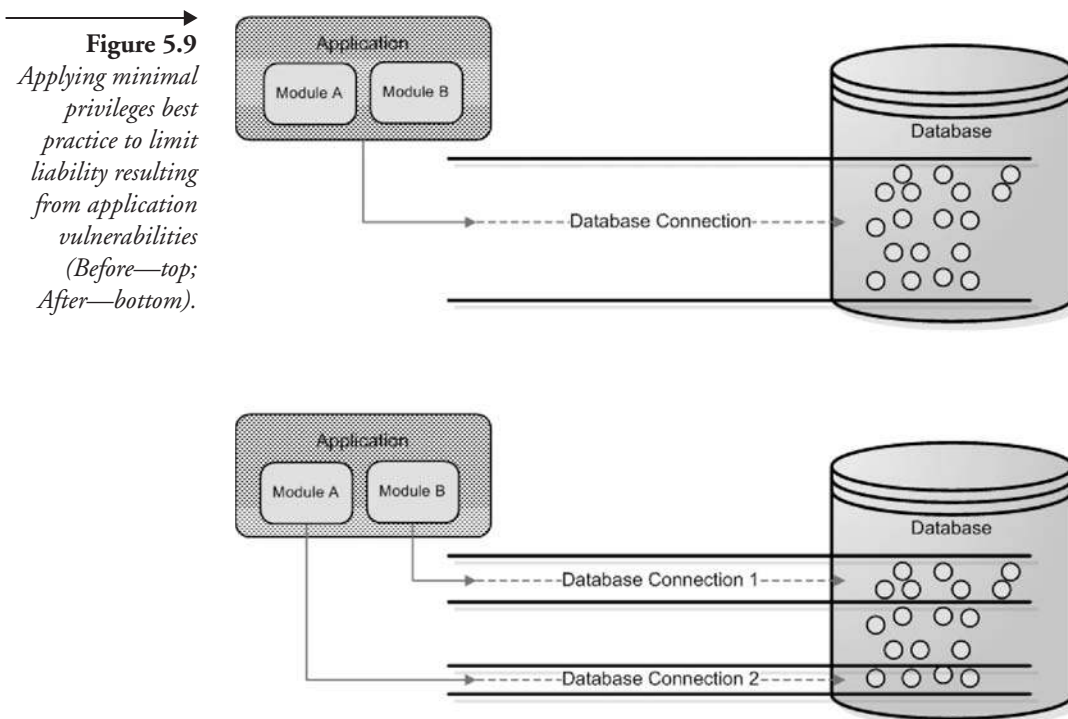 Figure 5.9
Applying minimal
privileges best
practice to limit
liability resulting
from application
vulnerabilities
(Before—top;
After—bottom).
Application
Module A
Module B
Database
Database Connection
Application
Module A
Module B
Database
Database Connection 1
Database Connection 2